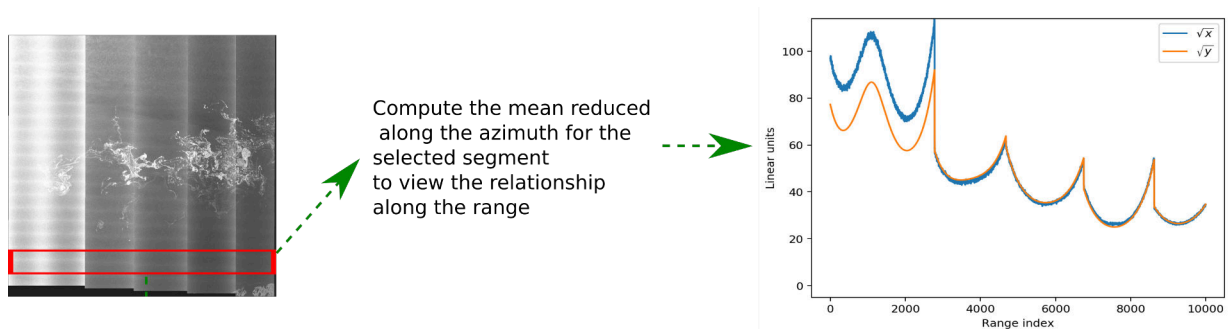 Compute the mean reduced
along the azimuth for the
selected segment
to view the relationship
along the range
√x
√y
Linear units
100
80
60
40
20
0
0 2000 4000 6000 8000 10000
Range index